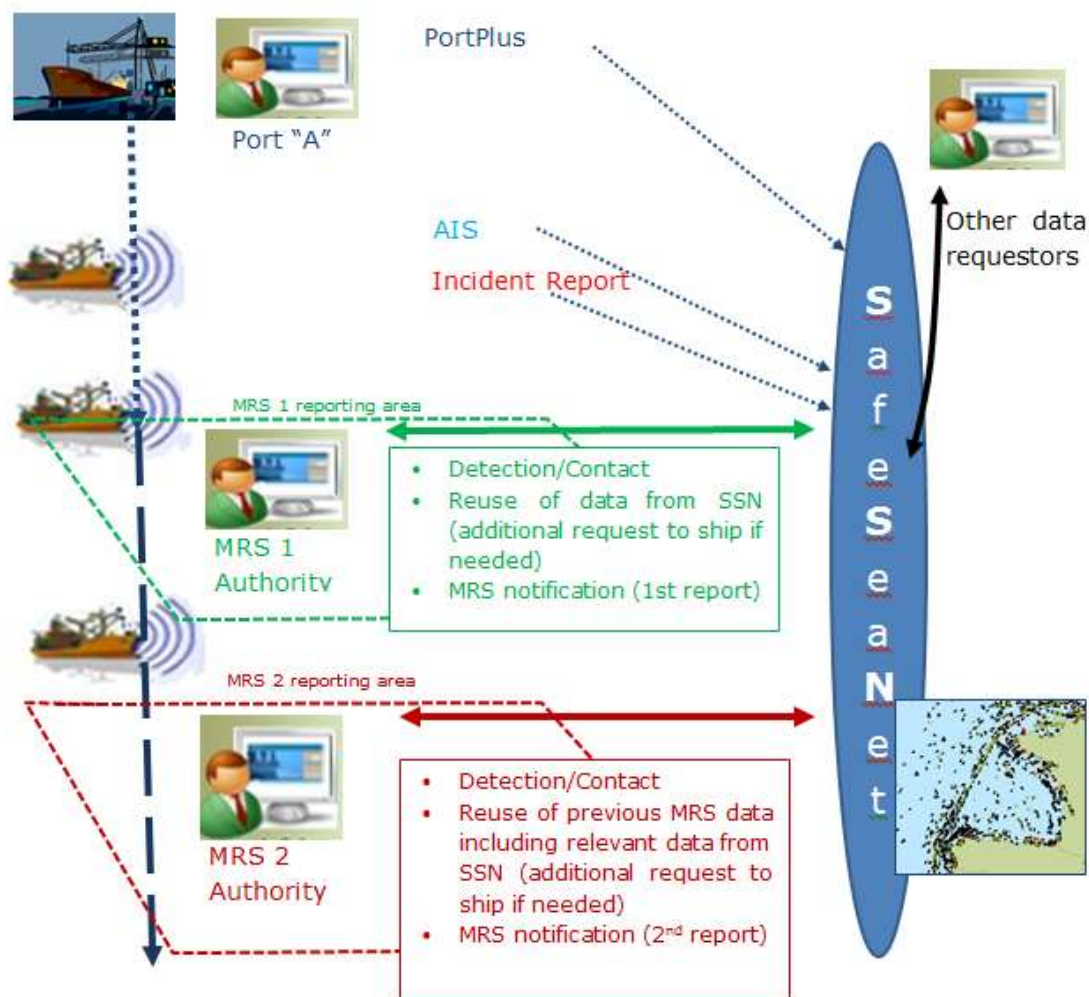 PortPlus
Port "A"
Other data
requestors
AIS
Incident Report
SafeSeaNet
MRS 1 reporting area
MRS 1
Authority
• Detection/Contact
• Reuse of data from SSN
(additional request to ship if
needed)
• MRS notification (1st report)
MRS 2 reporting area
MRS 2
Authority
• Detection/Contact
• Reuse of previous MRS data
including relevant data from
SSN (additional request to
ship if needed)
• MRS notification (2nd report)